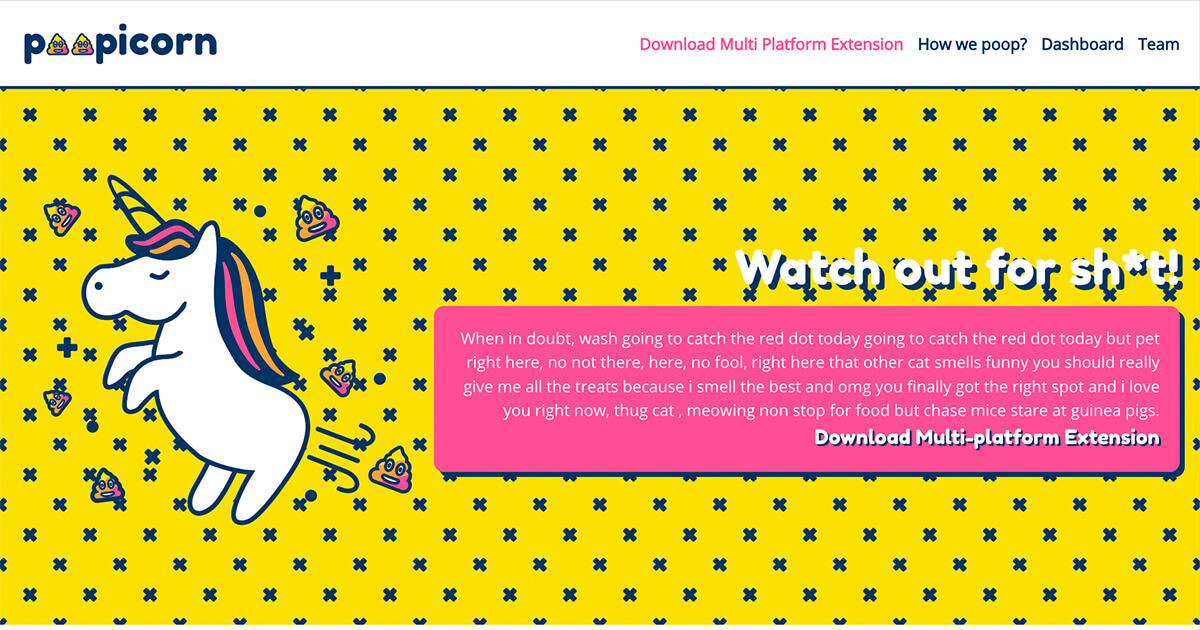 poopicorn
Download Multi Platform Extension How we poop? Dashboard Team
Watch out for sh*t!
When in doubt, wash going to catch the red dot today going to catch the red dot today but pet
right here, no not there, here, no fool, right here that other cat smells funny you should really
give me all the treats because i smell the best and omg you finally got the right spot and i love
you right now, thug cat , meowing non stop for food but chase mice stare at guinea pigs.
Download Multi-platform Extension